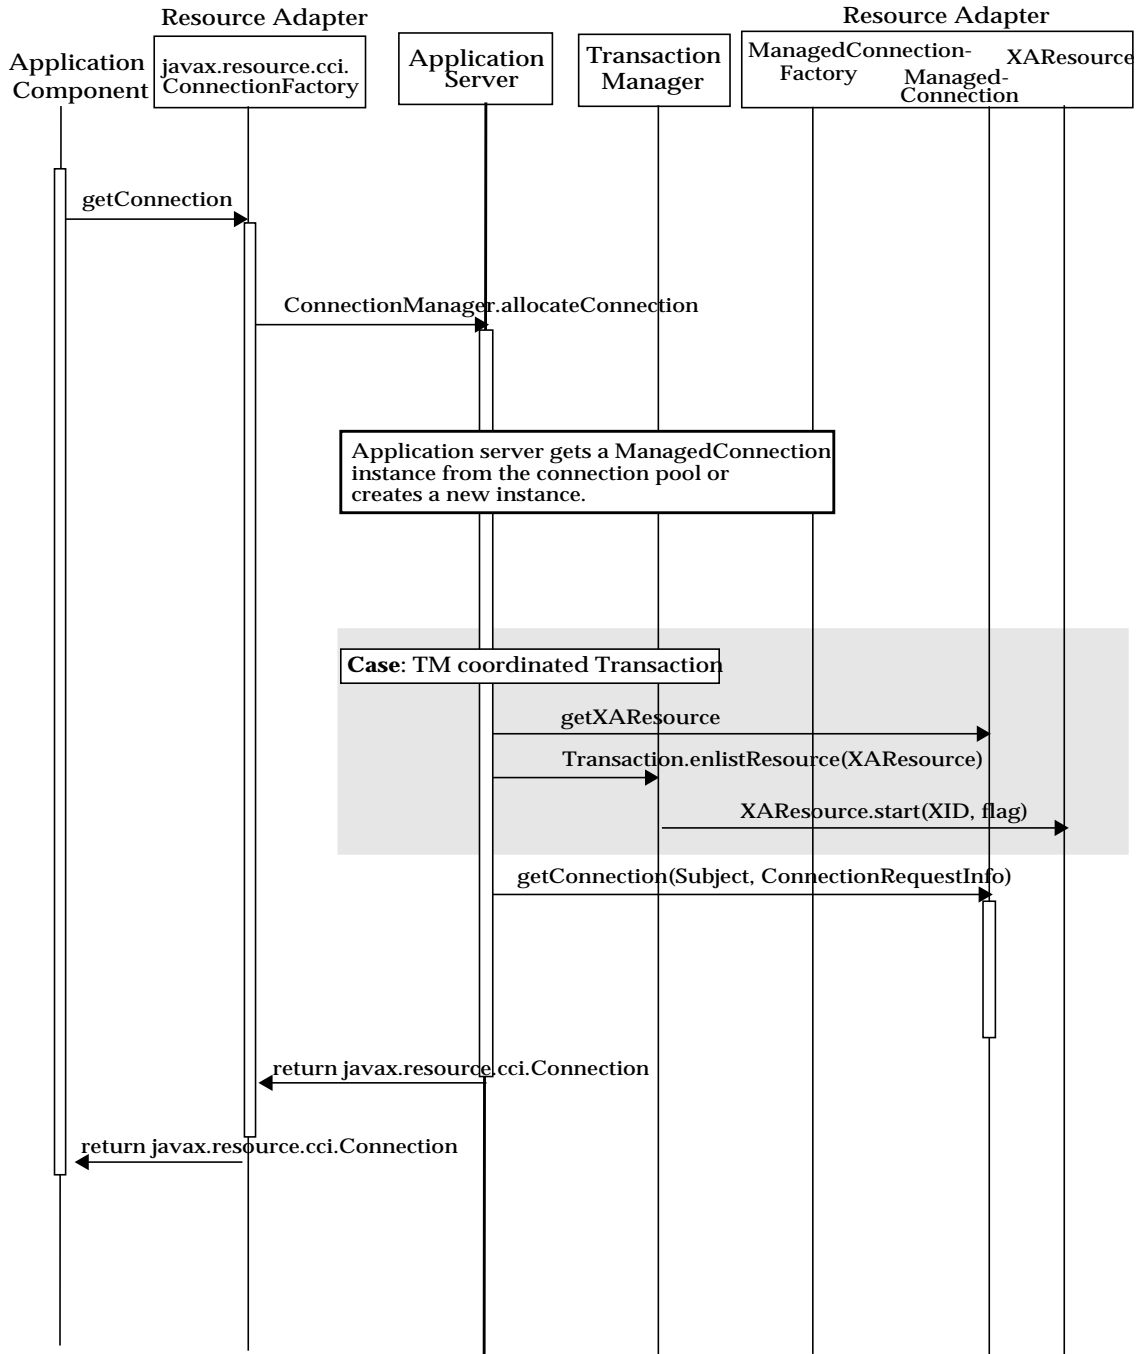 Resource Adapter
Resource Adapter
Application
Component
javax.resource.cci.
ConnectionFactory
Application
Server
Transaction
Manager
ManagedConnection-
Factory
Managed-
Connection
XAResource
getConnection
ConnectionManager.allocateConnection
Application server gets a ManagedConnection
instance from the connection pool or
creates a new instance.
Case: TM coordinated Transaction
getXAResource
Transaction.enlistResource(XAResource)
XAResource.start(XID, flag)
getConnection(Subject, ConnectionRequestInfo)
return javax.resource.cci.Connection
return javax.resource.cci.Connection